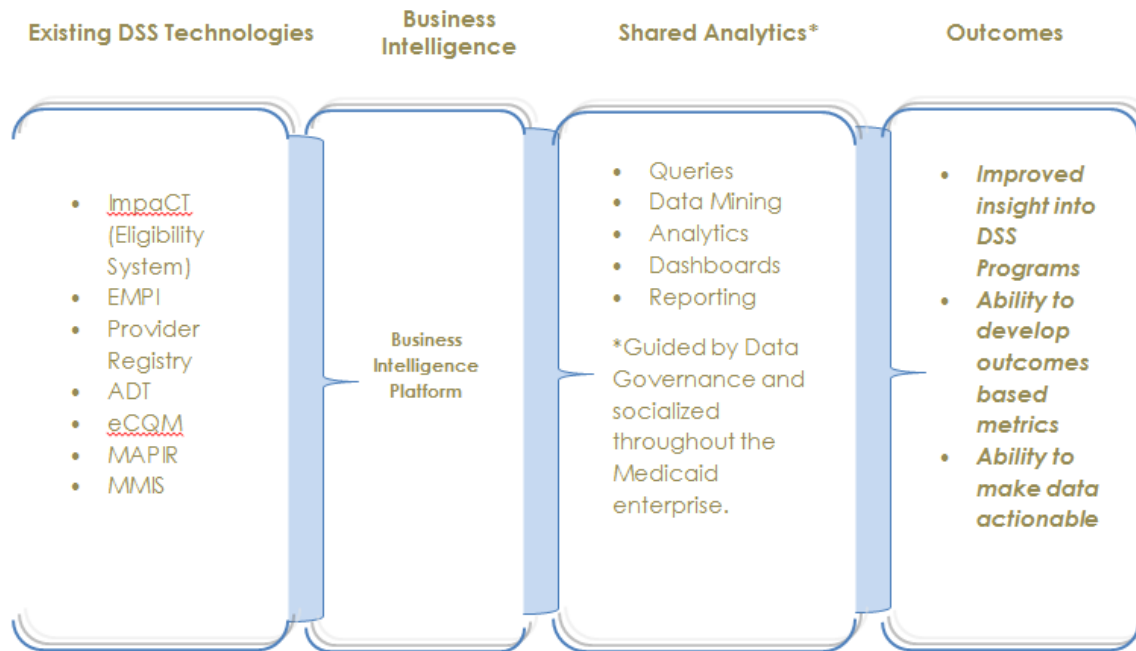 Existing DSS Technologies
Business
Intelligence
Shared Analytics*
Outcomes
• ImpaCT
(Eligibility
System)
• EMPI
• Provider
Registry
• ADT
• eCQM
• MAPIR
• MMIS
Business
Intelligence
Platform
• Queries
• Data Mining
• Analytics
• Dashboards
• Reporting
*Guided by Data
Governance and
socialized
throughout the
Medicaid
enterprise.
• Improved
insight into
DSS
Programs
• Ability to
develop
outcomes
based
metrics
• Ability to
make data
actionable